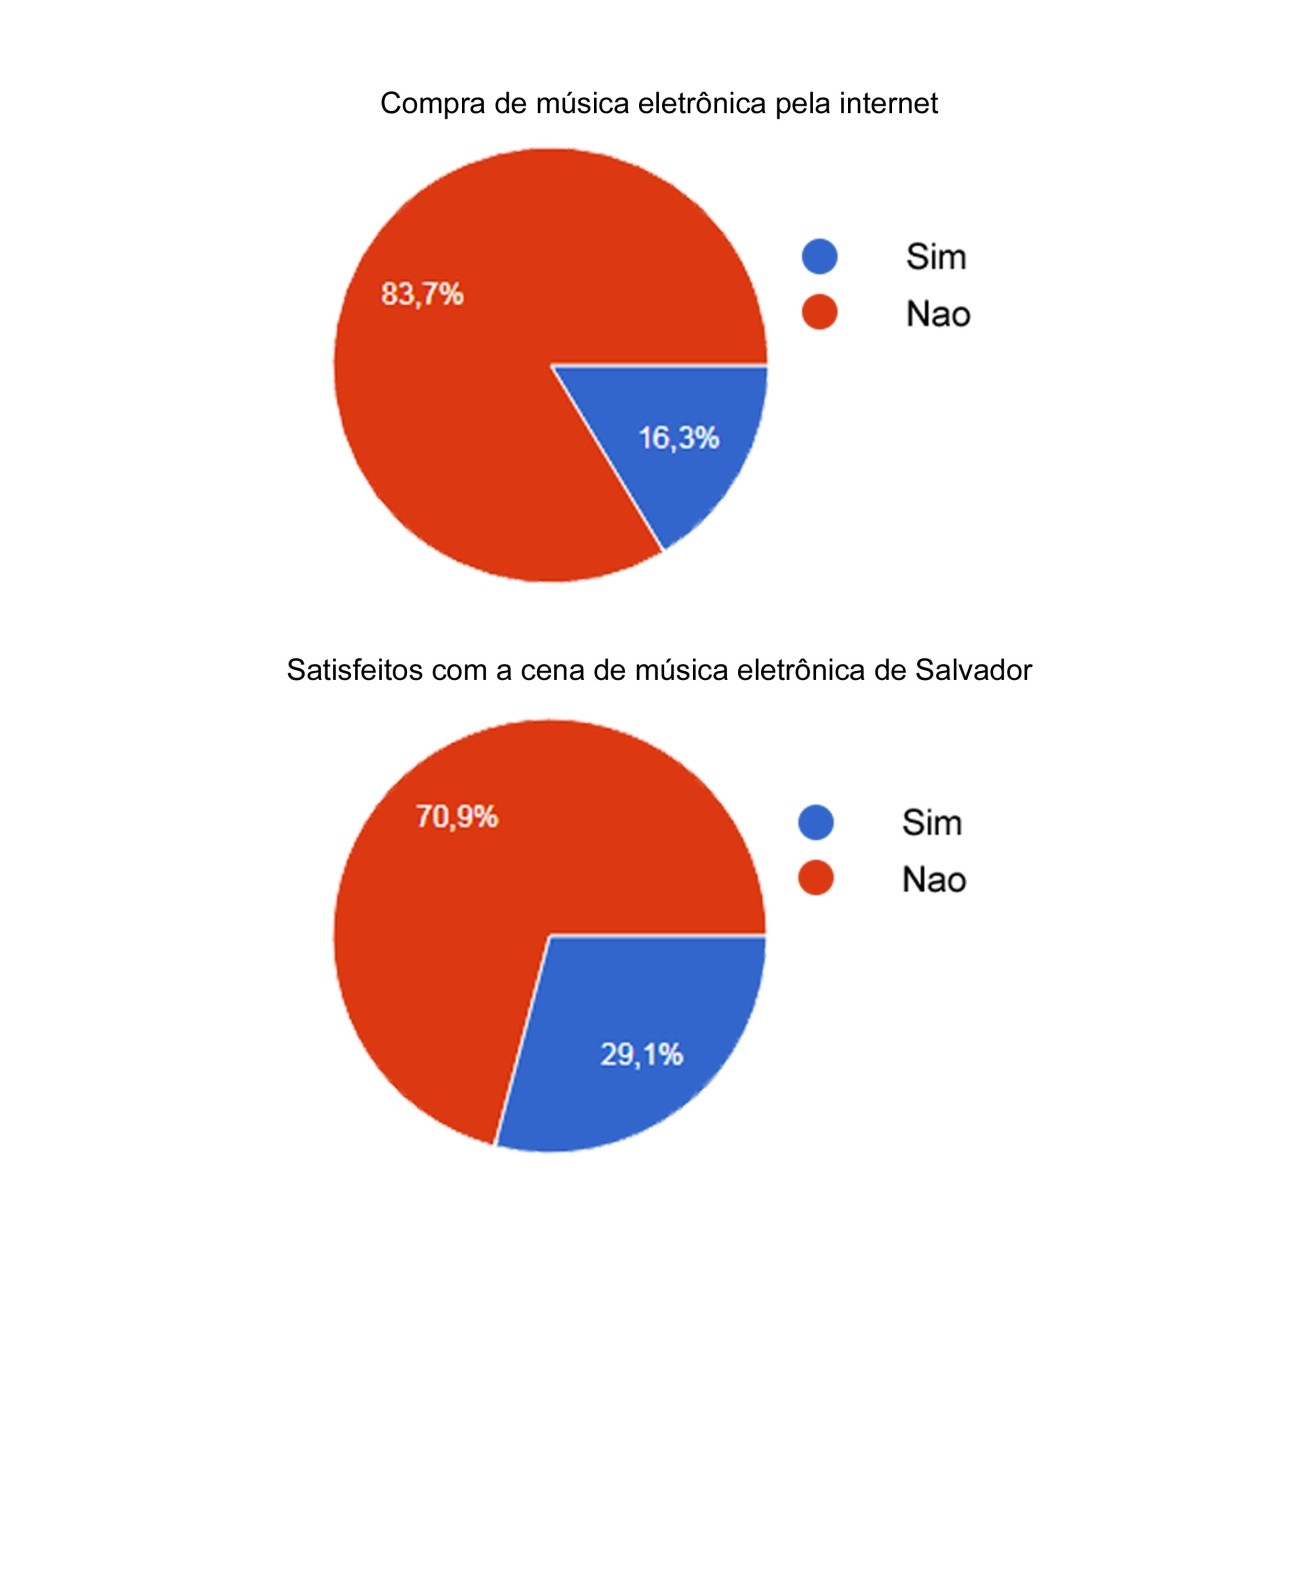 Compra de música eletrônica pela internet
83,7%
16,3%
Sim
Nao
Satisfeitos com a cena de música eletrônica de Salvador
70,9%
29,1%
Sim
Nao